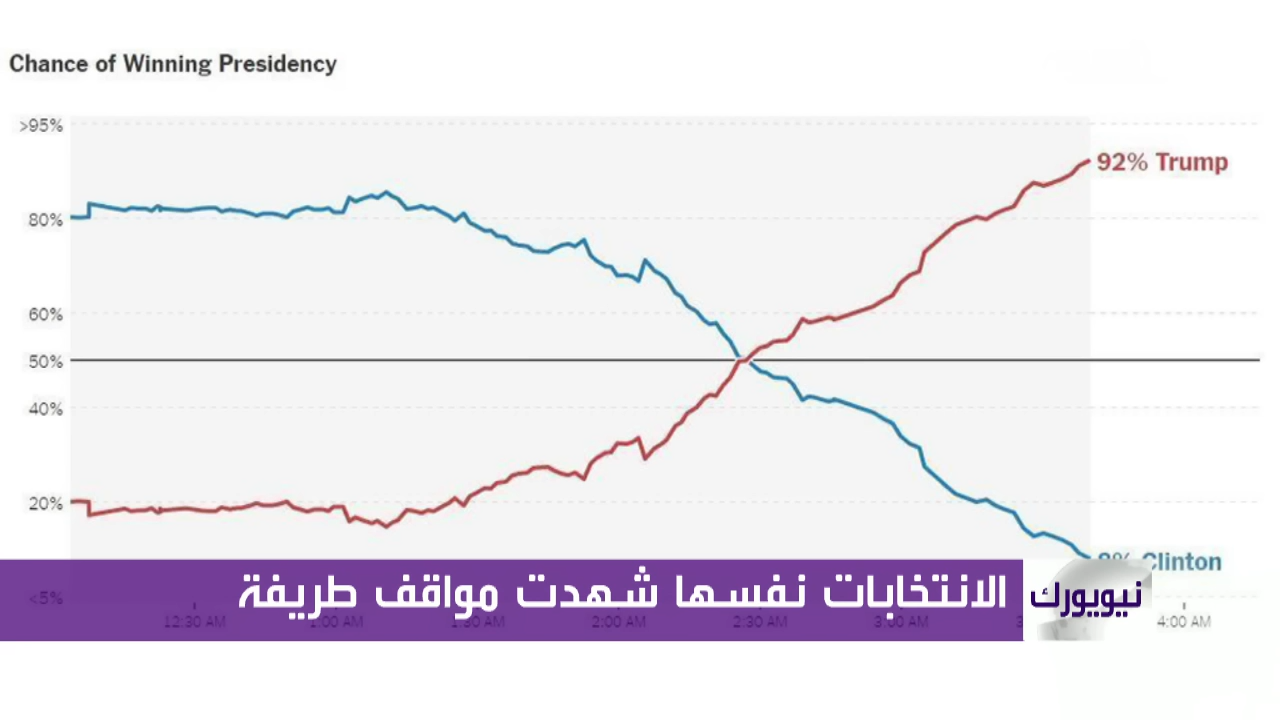 Chance of Winning Presidency
>95%
92% Trump
80%
60%
50%
40%
20%
8% Clinton
<5%
الانتخابات نفسها شهدت مواقف طريفة
نيويورك
12:30 AM
1:00 AM
1:30 AM
2:00 AM
2:30 AM
3:00 AM
4:00 AM